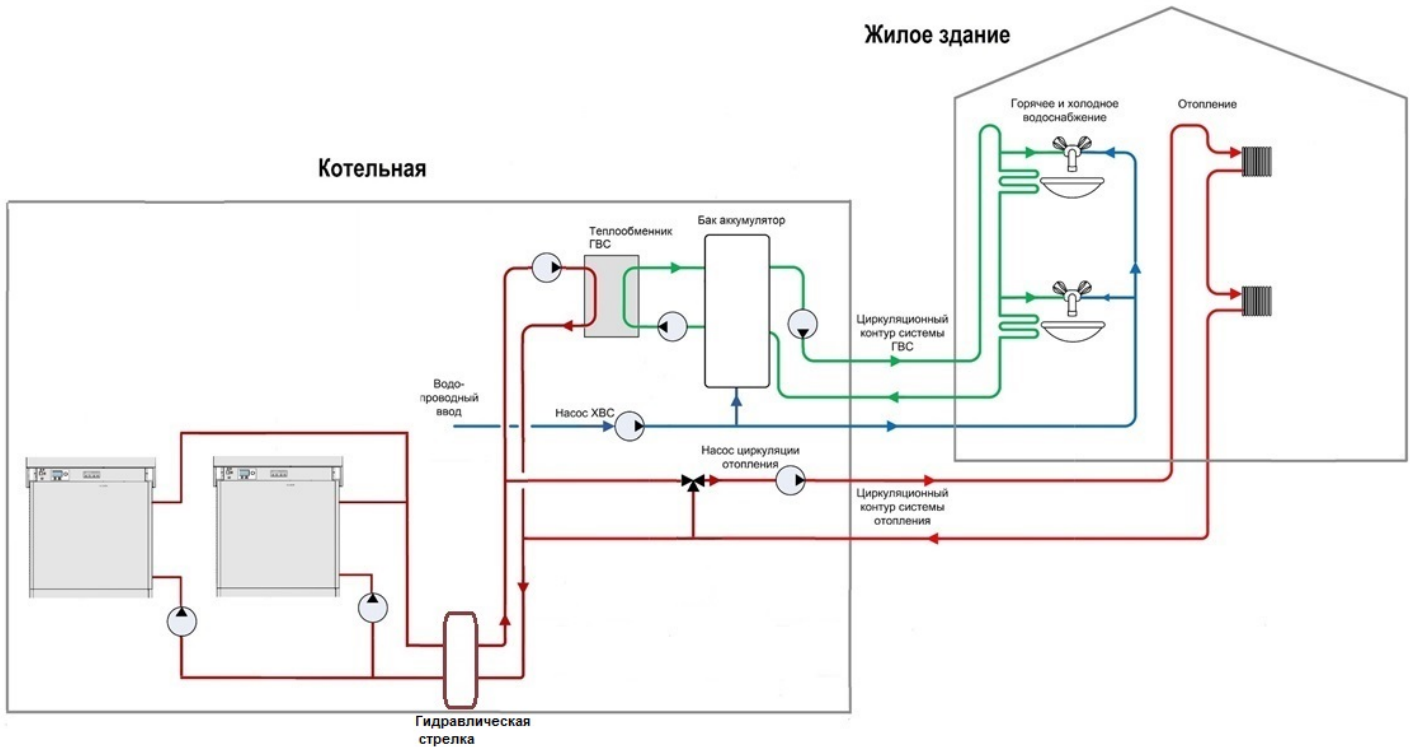 Жилое здание
Горячее и холодное
водоснабжение
Отопление
Котельная
Теплообменник
ГВС
Бак аккумулятор
Циркуляционный
контур системы
ГВС
Водо-
проводный
ввод
Насос ХВС
Насос циркуляции
отопления
Циркуляционный
контур системы
отопления
Гидравлическая
стрелка